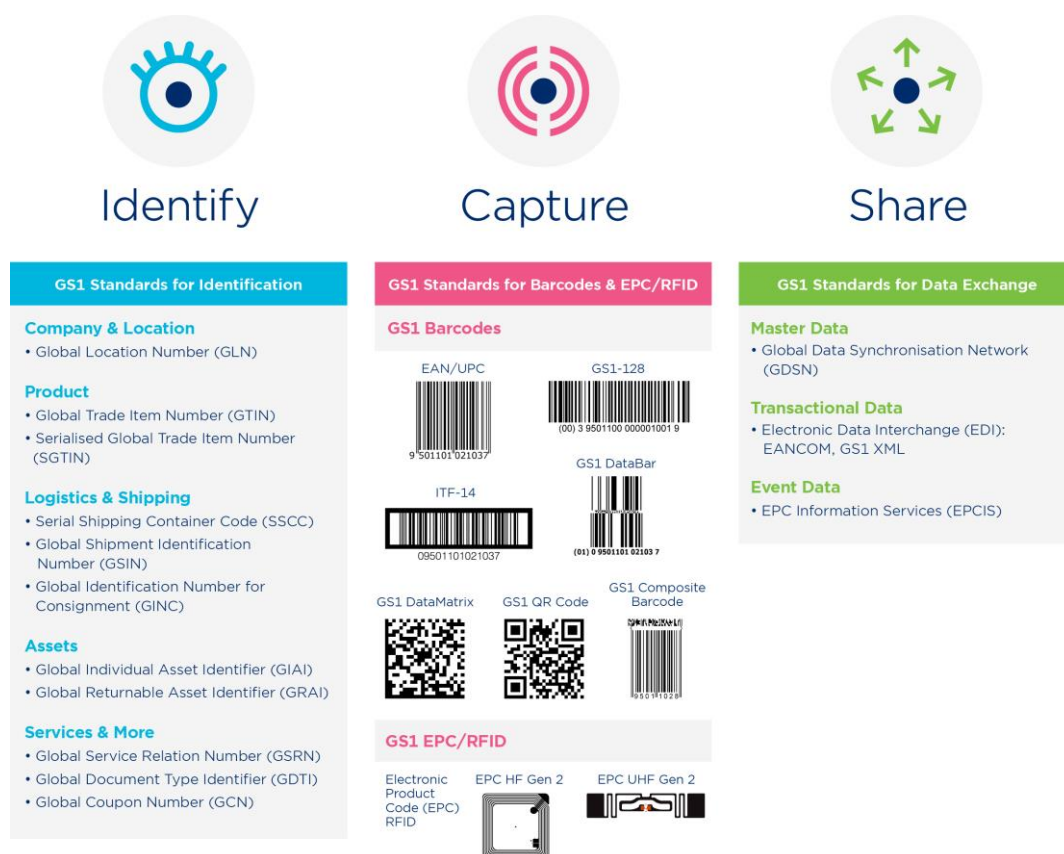 Identify
Capture
Share
GS1 Standards for Identification
Company & Location
• Global Location Number (GLN)
Product
• Global Trade Item Number (GTIN)
• Serialised Global Trade Item Number
(SGTIN)
Logistics & Shipping
• Serial Shipping Container Code (SSCC)
• Global Shipment Identification
Number (GSIN)
• Global Identification Number for
Consignment (GINC)
Assets
• Global Individual Asset Identifier (GIAI)
• Global Returnable Asset Identifier (GRAI)
Services & More
• Global Service Relation Number (GSRN)
• Global Document Type Identifier (GDTI)
• Global Coupon Number (GCN)
GS1 Standards for Barcodes & EPC/RFID
GS1 Barcodes
EAN/UPC
9 501101 021037
GS1-128
(00) 3 9501100 000001001 9
ITF-14
09501101021037
GS1 DataBar
(01) 0 9501101 02103 7
GS1 DataMatrix
GS1 QR Code
GS1 Composite
Barcode
9501 1028
GS1 EPC/RFID
Electronic
Product
Code (EPC)
RFID
EPC HF Gen 2
EPC UHF Gen 2
GS1 Standards for Data Exchange
Master Data
• Global Data Synchronisation Network
(GDSN)
Transactional Data
• Electronic Data Interchange (EDI):
EANCOM, GS1 XML
Event Data
• EPC Information Services (EPCIS)